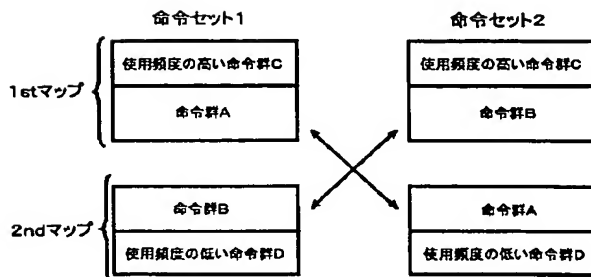 命令セット1
命令セット2
1stマップ
使用頻度の高い命令群C
命令群A
使用頻度の高い命令群C
命令群B
2ndマップ
命令群B
使用頻度の低い命令群D
命令群A
使用頻度の低い命令群D